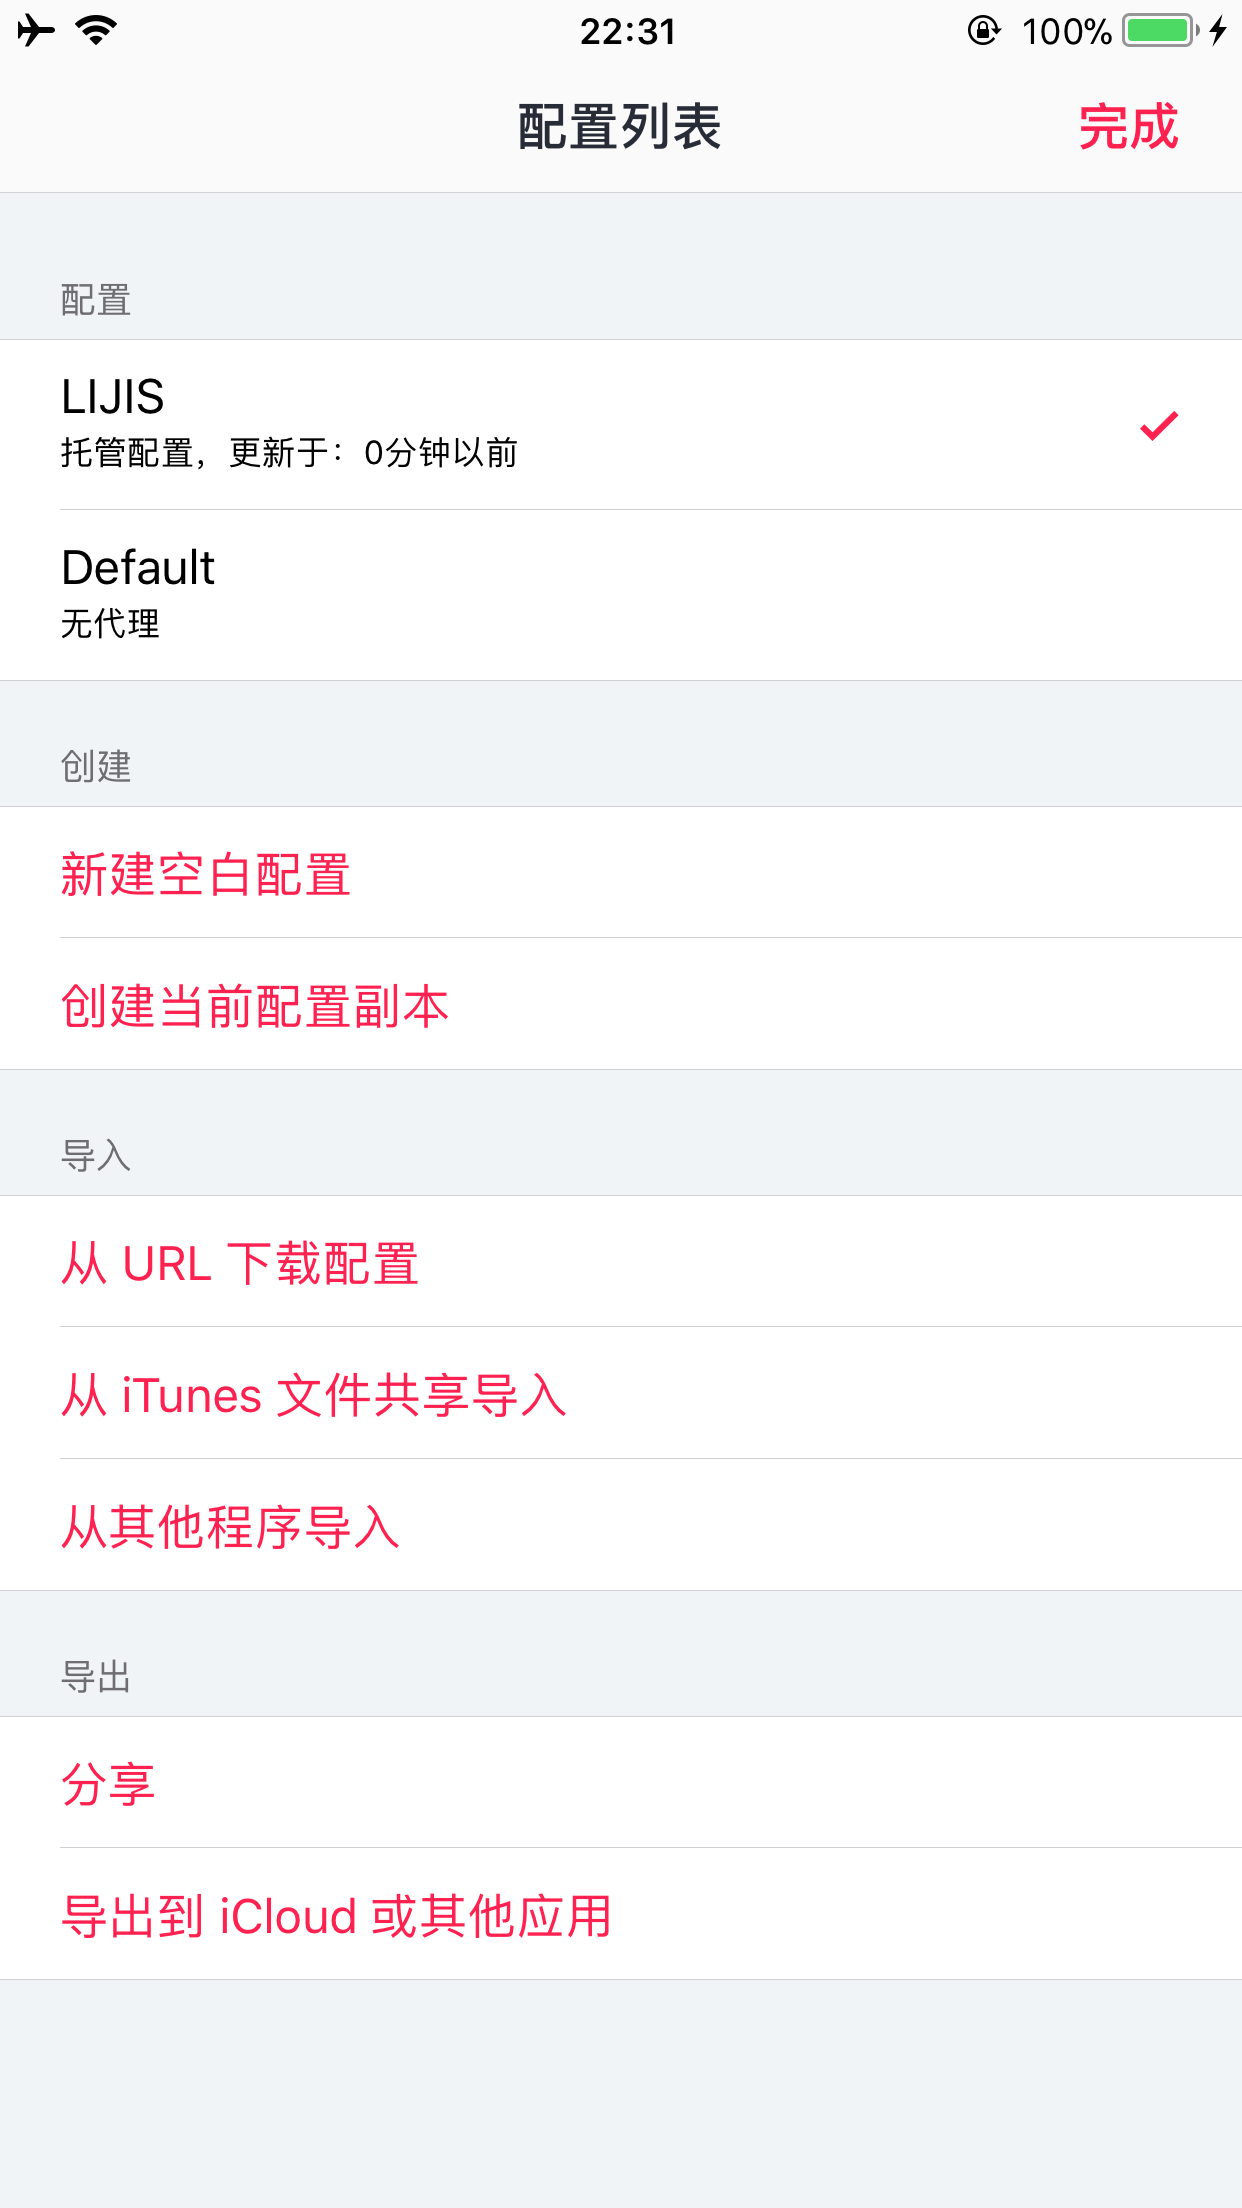 22:31
100%
配置列表
完成
配置
LIJIS
托管配置，更新于：0分钟以前
Default
无代理
创建
新建空白配置
创建当前配置副本
导入
从 URL 下载配置
从 iTunes 文件共享导入
从其他程序导入
导出
分享
导出到 iCloud 或其他应用